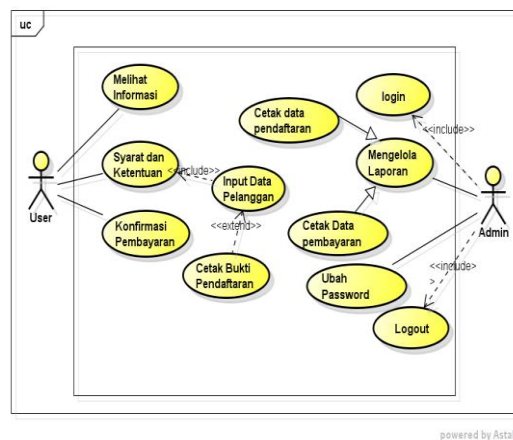 uc
Melihat
Informasi
login
Cetak data
pendaftaran
<<include>>
Syarat dan
Ketentuan
<<include>>
Input Data
Pelanggan
Mengelola
Laporan
User
Admin
Konfirmasi
Pembayaran
<<extend>>
Cetak Data
pembayaran
Cetak Bukti
Pendaftaran
Ubah
Password
<<include>
>
Logout
powered by Asta